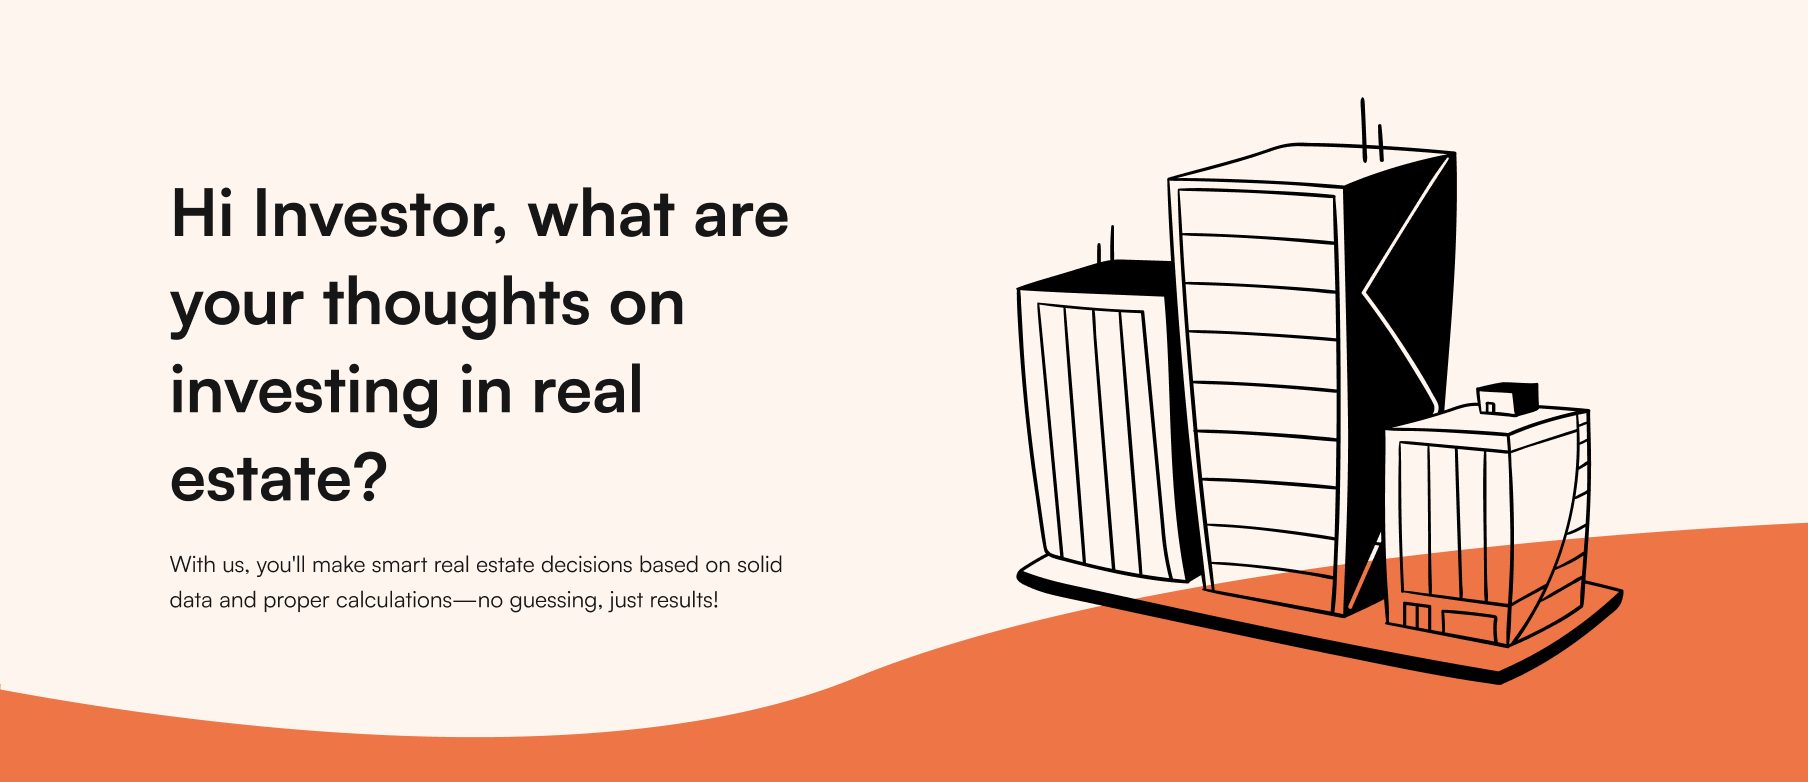 Hi Investor, what are
your thoughts on
investing in real
estate?
With us, you'll make smart real estate decisions based on solid
data and proper calculations—no guessing, just results!